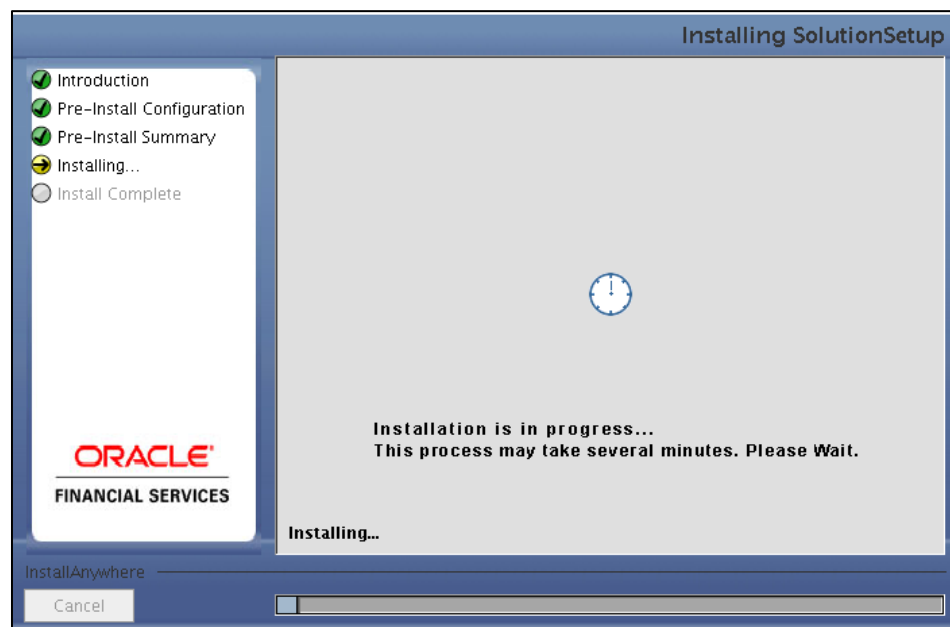 Installing SolutionSetup
Introduction
Pre-Install Configuration
Pre-Install Summary
Installing...
Install Complete
Installation is in progress...
This process may take several minutes. Please Wait.
ORACLE
FINANCIAL SERVICES
Installing...
InstallAnywhere
Cancel